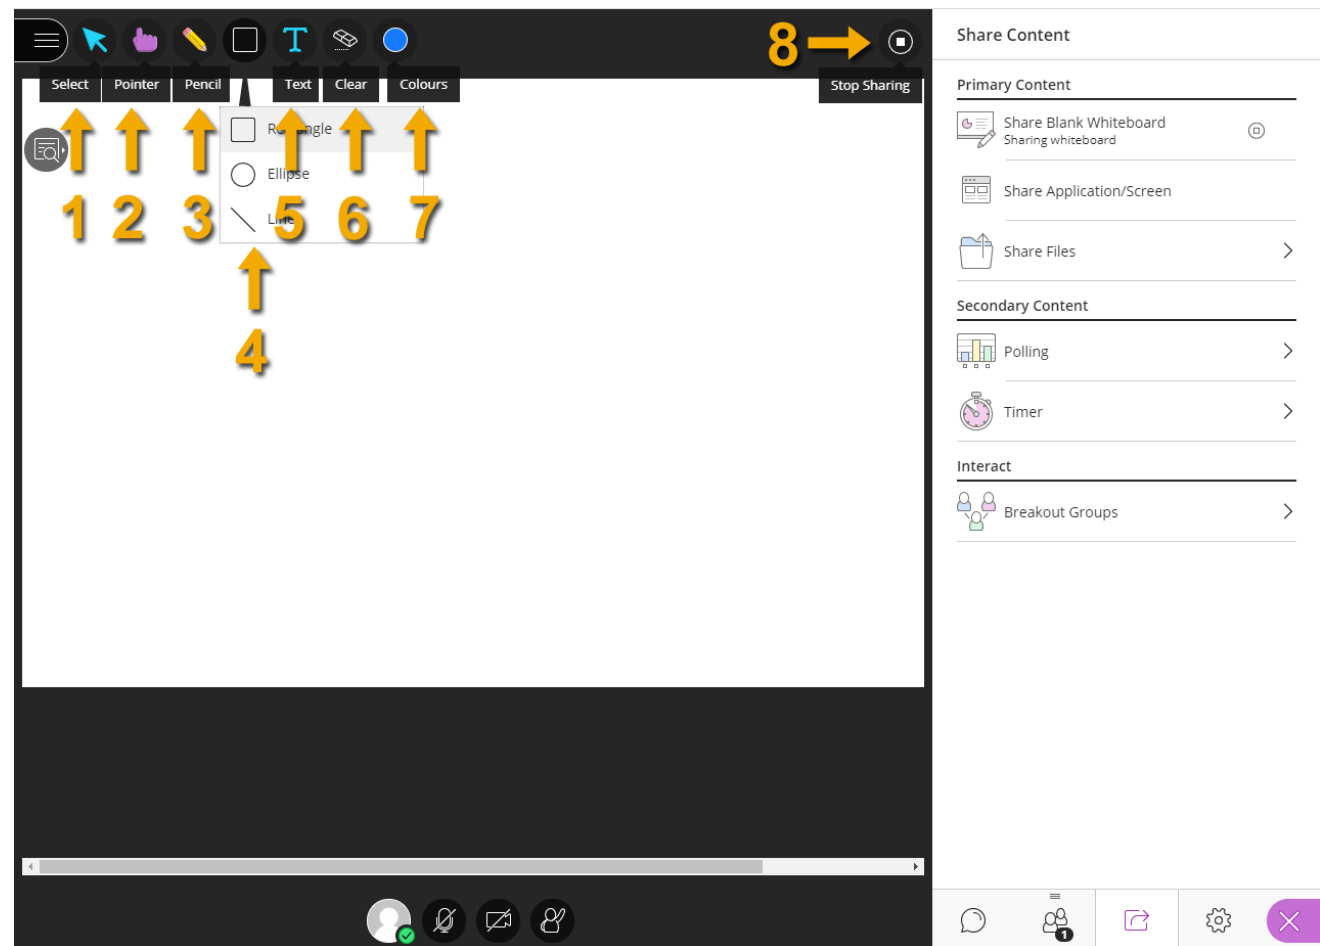 8
Share Content
Select
Pointer
Pencil
Text
Clear
Colours
Stop Sharing
Primary Content
Rectangle
Share Blank Whiteboard
Sharing whiteboard
Ellipse
Share Application/Screen
1
2
3
Line
5
6
7
Share Files
4
Secondary Content
Polling
Timer
Interact
Breakout Groups
1